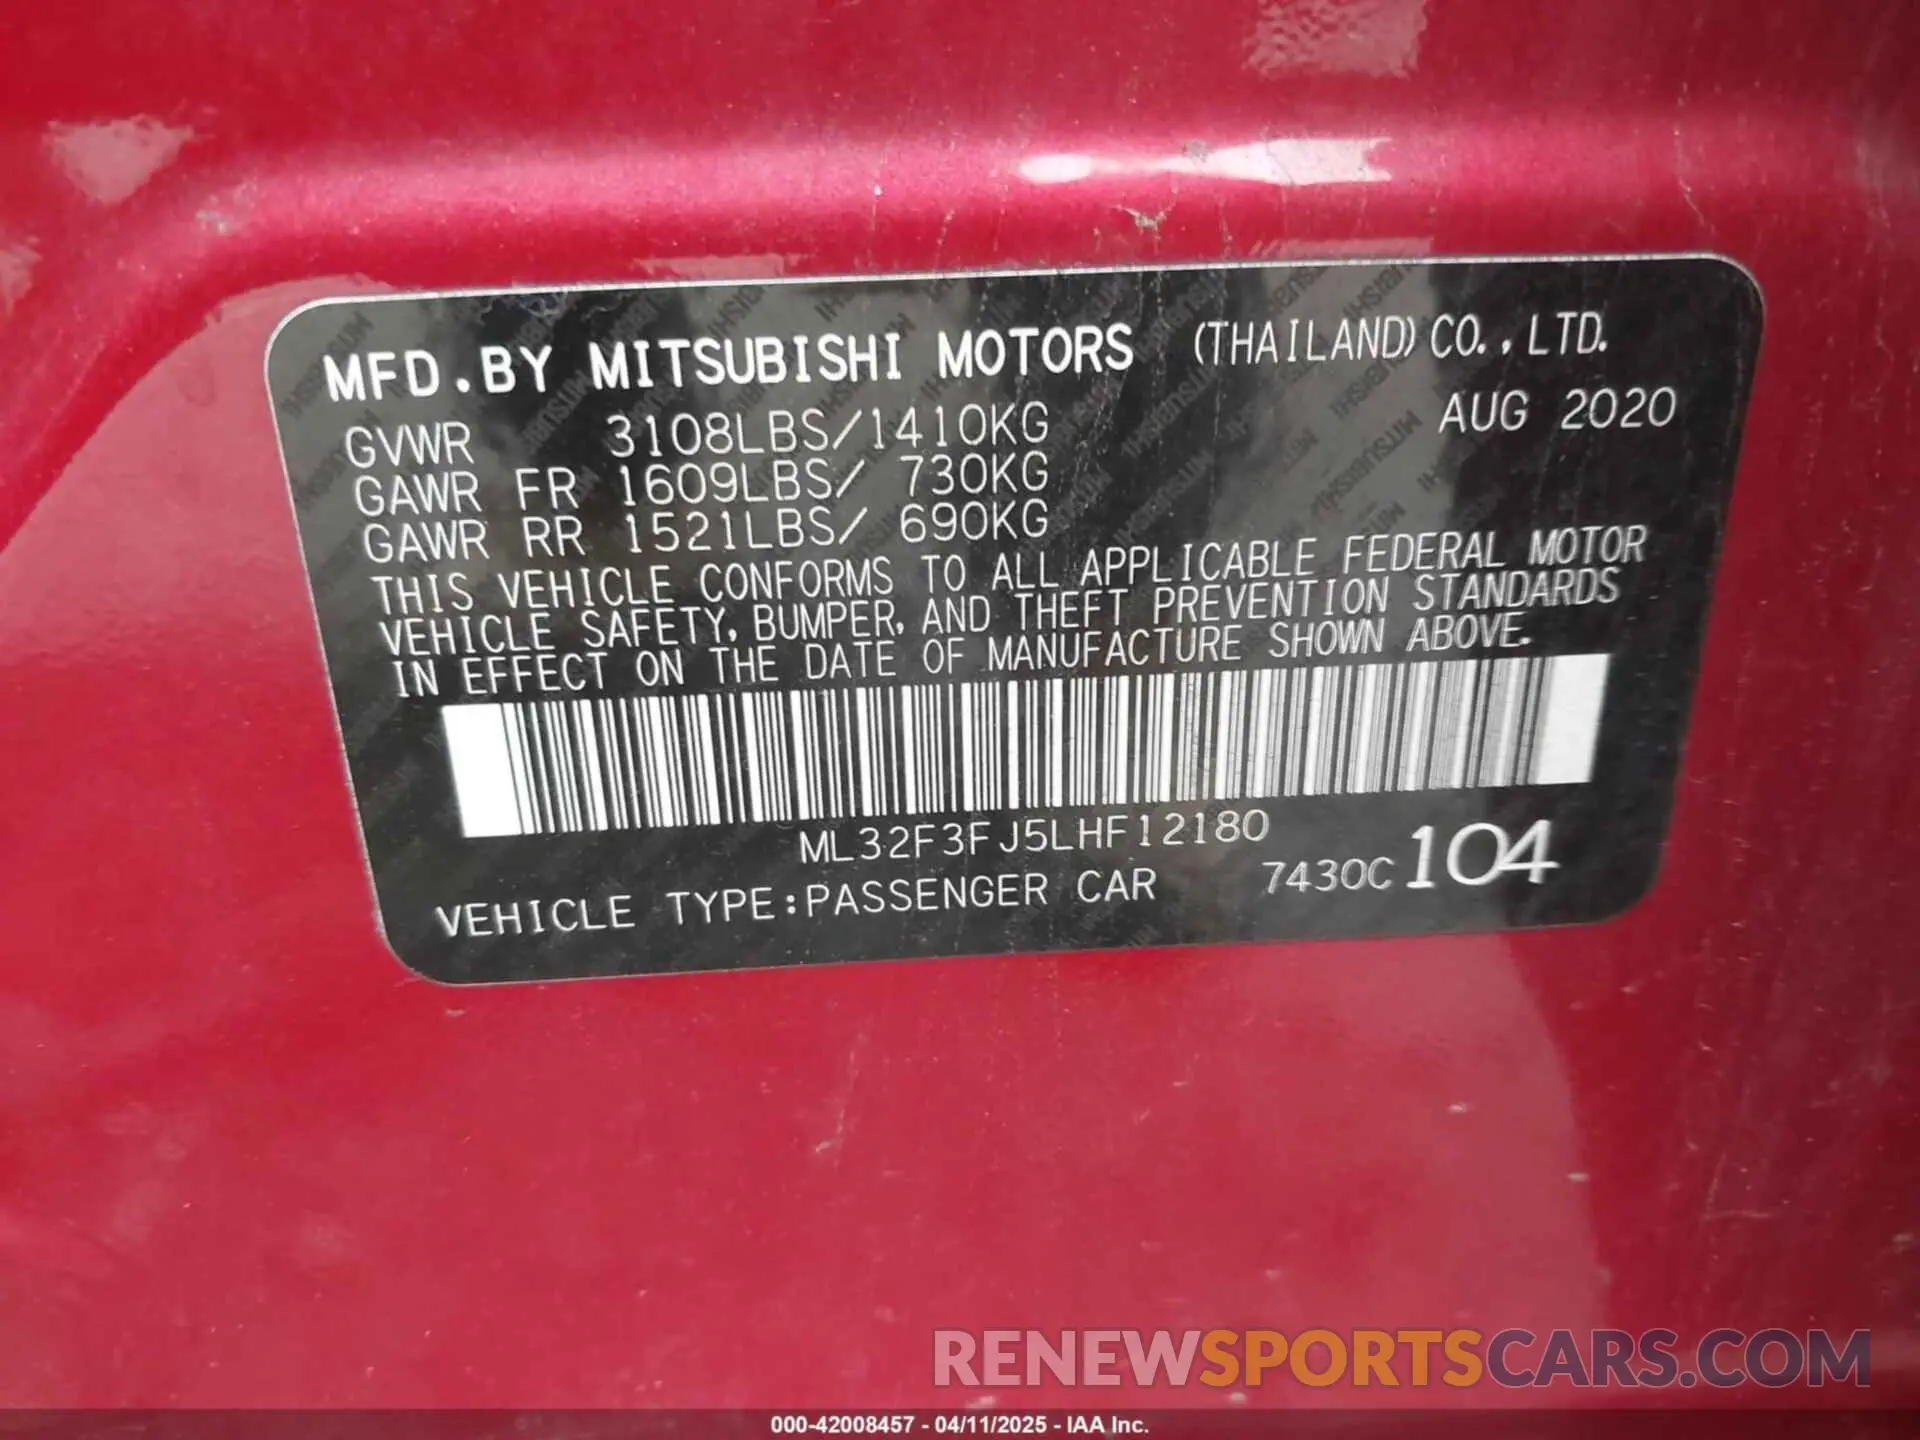 MFD.BY MITSUBISHI MOTORS (THAILAND) CO.,LTD.
GVWR 3108LBS/1410KG AUG 2020
GAWR FR 1609LBS/ 730KG
GAWR RR 1521LBS/ 690KG
THIS VEHICLE CONFORMS TO ALL APPLICABLE FEDERAL MOTOR
VEHICLE SAFETY, BUMPER, AND THEFT PREVENTION STANDARDS
IN EFFECT ON THE DATE OF MANUFACTURE SHOWN ABOVE.
ML32F3FJ5LHF12180
VEHICLE TYPE:PASSENGER CAR 7430C 104
RENEWSPORTSCARS.COM
000-42008457 - 04/11/2025 - IAA Inc.